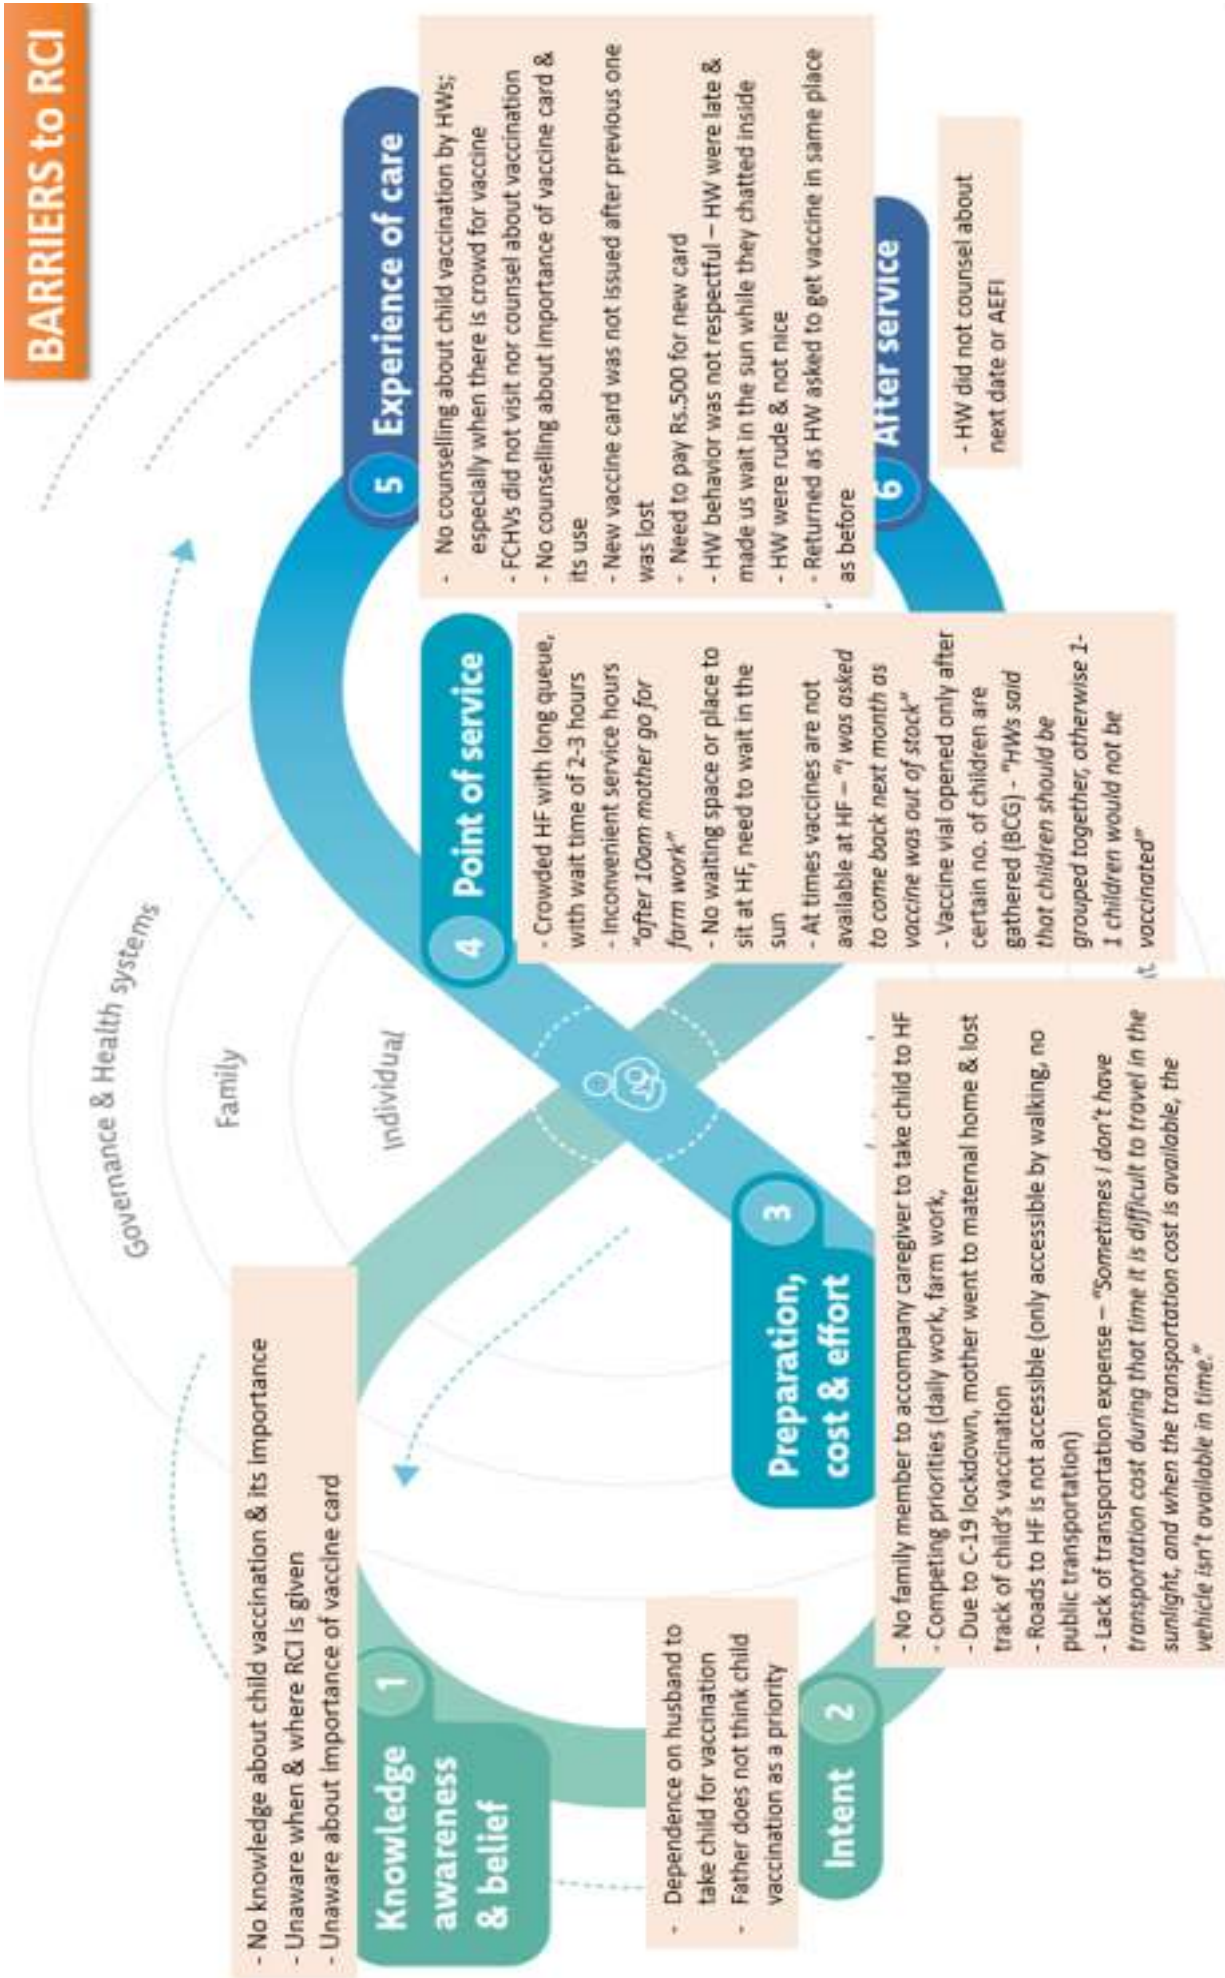 BARRIERS to RCI
Governance & Health systems
Family
Individual
- No knowledge about child vaccination & its importance
- Unaware when & where RCI is given
- Unaware about importance of vaccine card
Knowledge
awareness
& belief
1
- Dependence on husband to
take child for vaccination
- Father does not think child
vaccination as a priority
Intent
2
Preparation,
cost & effort
3
- No family member to accompany caregiver to take child to HF
- Competing priorities (daily work, farm work,
- Due to C-19 lockdown, mother went to maternal home & lost
track of child's vaccination
- Roads to HF is not accessible (only accessible by walking, no
public transportation)
- Lack of transportation expense – "Sometimes I don't have
transportation cost during that time it is difficult to travel in the
sunlight, and when the transportation cost is available, the
vehicle isn't available in time."
4
Point of service
- Crowded HF with long queue,
with wait time of 2-3 hours
- Inconvenient service hours
"after 10am mother go for
farm work"
- No waiting space or place to
sit at HF, need to wait in the
sun
- At times vaccines are not
available at HF – "I was asked
to come back next month as
vaccine was out of stock"
- Vaccine vial opened only after
certain no. of children are
gathered (BCG) - "HWs said
that children should be
grouped together, otherwise 1-
1 children would not be
vaccinated"
5
Experience of care
- No counselling about child vaccination by HWs;
especially when there is crowd for vaccine
- FCHVs did not visit nor counsel about vaccination
- No counselling about importance of vaccine card &
its use
- New vaccine card was not issued after previous one
was lost
- Need to pay Rs.500 for new card
- HW behavior was not respectful – HW were late &
made us wait in the sun while they chatted inside
- HW were rude & not nice
- Returned as HW asked to get vaccine in same place
as before
6
After service
- HW did not counsel about
next date or AEFI